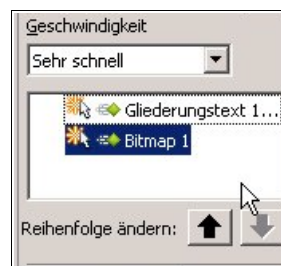 Geschwindigkeit
Sehr schnell
Gliederungstext 1...
Bitmap 1
Reihenfolge ändern: